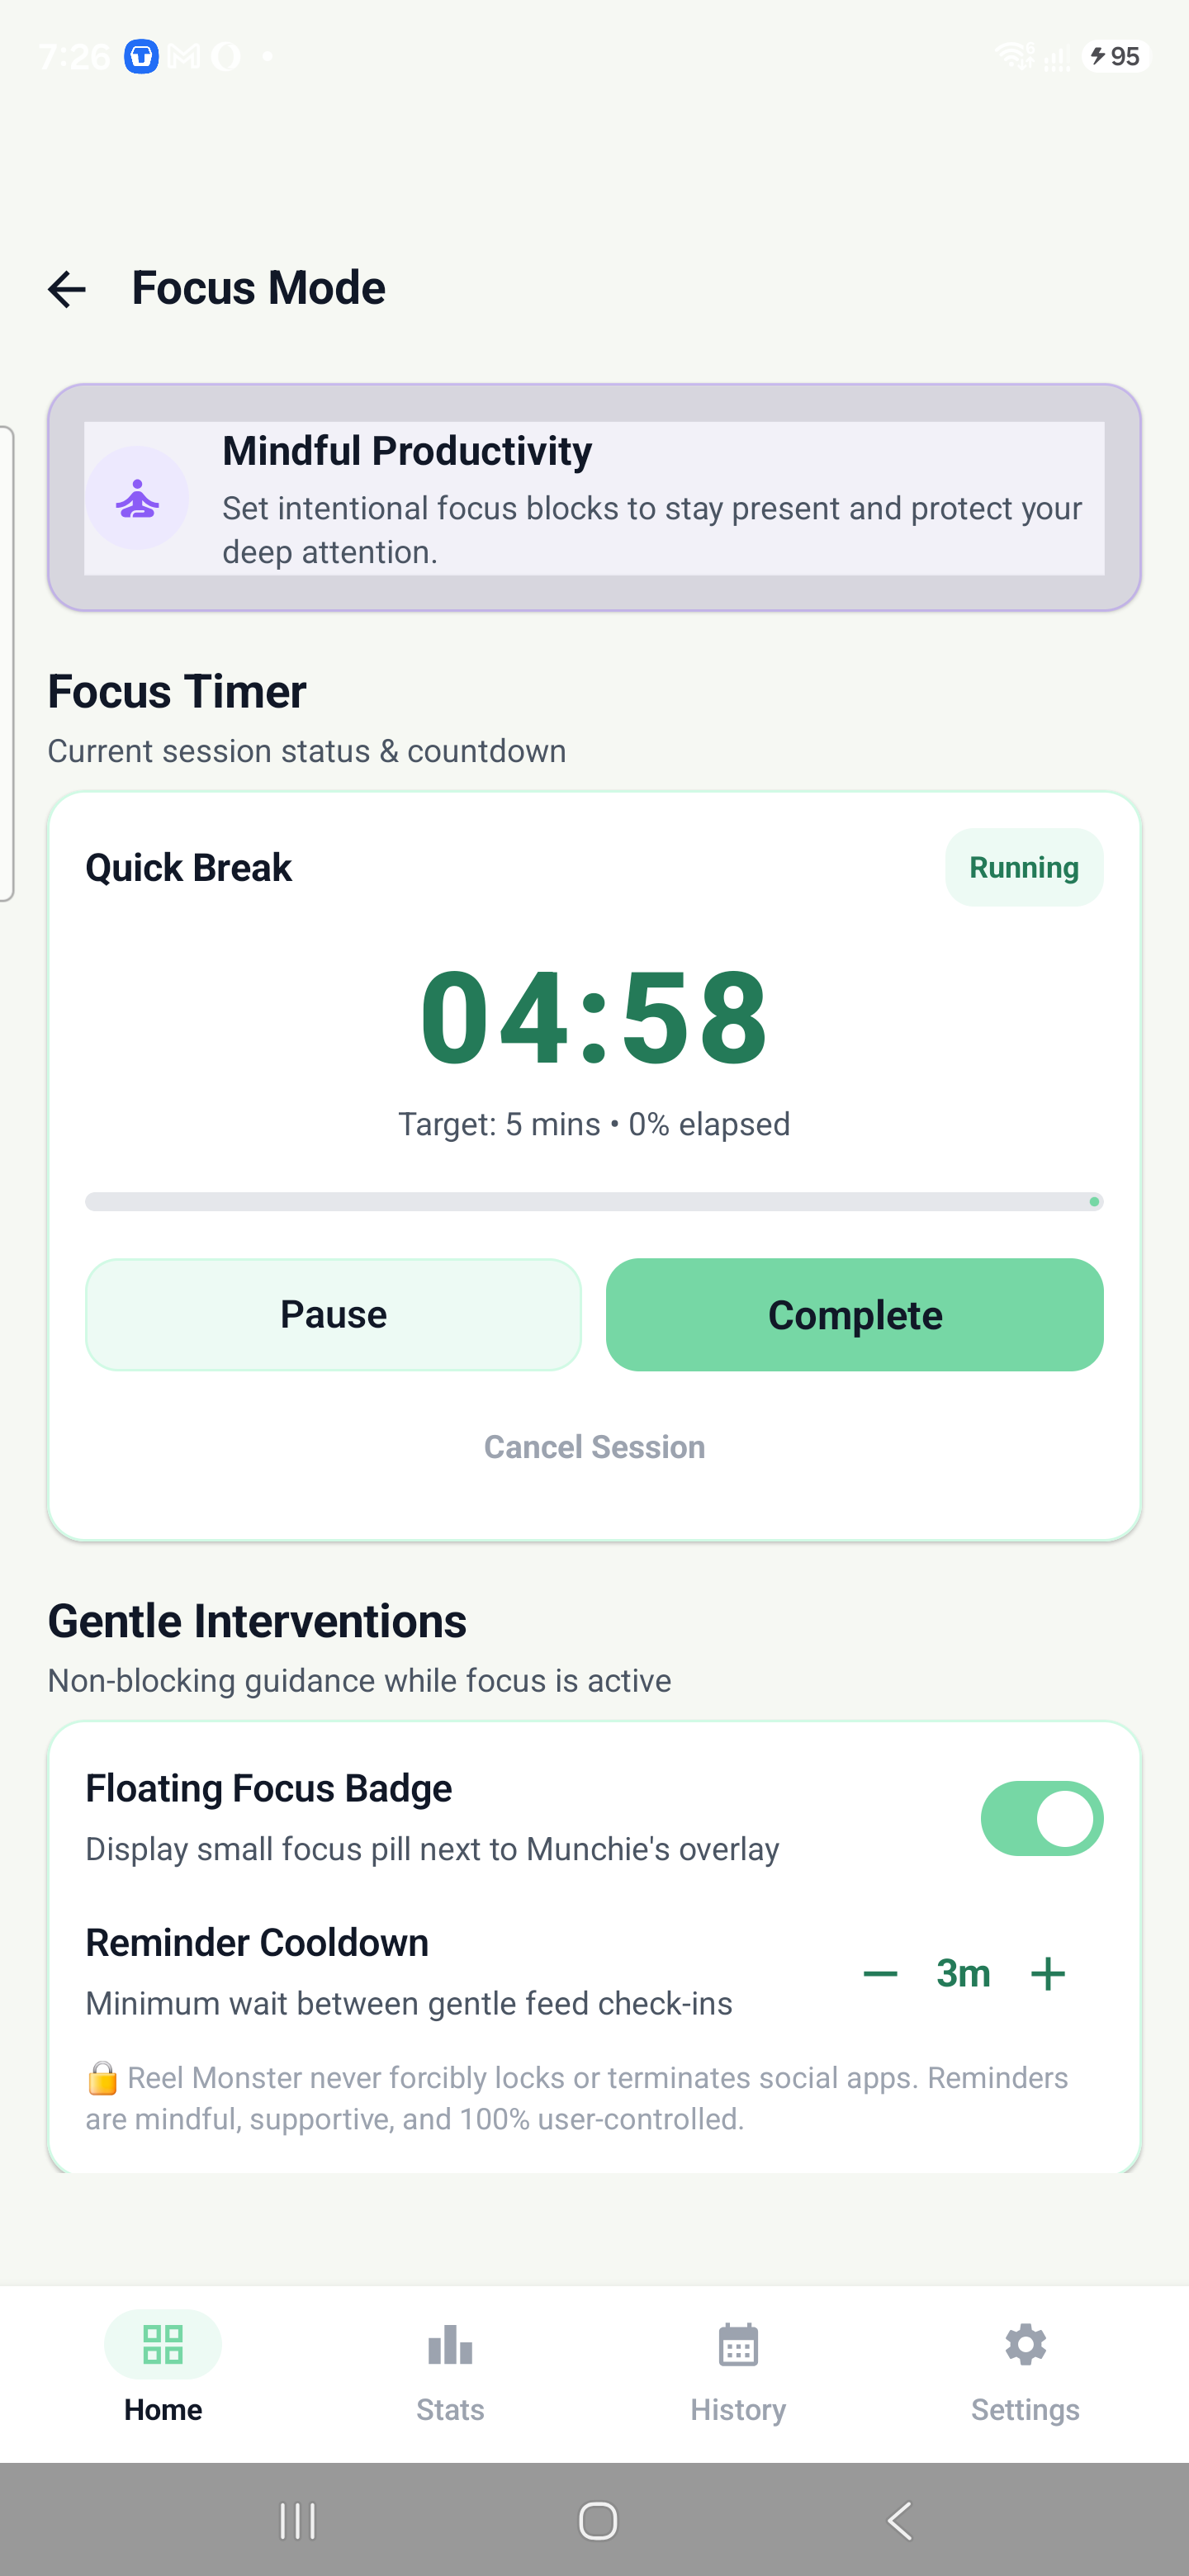 7:26
95
Focus Mode
Mindful Productivity
Set intentional focus blocks to stay present and protect your
deep attention.
Focus Timer
Current session status & countdown
Quick Break
Running
04:58
Target: 5 mins • 0% elapsed
Pause
Complete
Cancel Session
Gentle Interventions
Non-blocking guidance while focus is active
Floating Focus Badge
Display small focus pill next to Munchie's overlay
Reminder Cooldown
3m
Minimum wait between gentle feed check-ins
🔒 Reel Monster never forcibly locks or terminates social apps. Reminders
are mindful, supportive, and 100% user-controlled.
Home
Stats
History
Settings